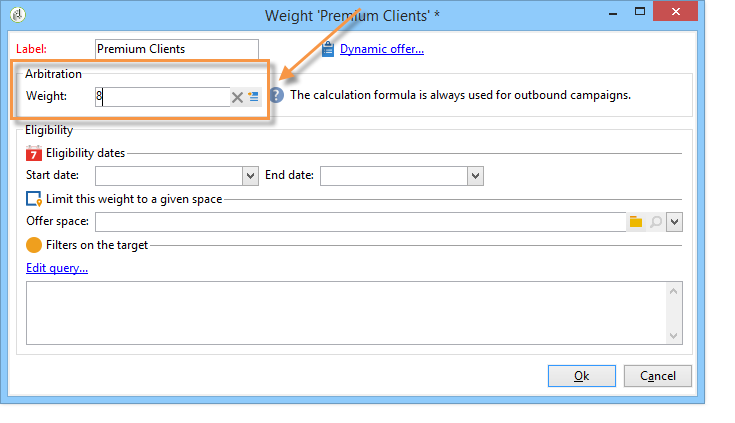 Weight 'Premium Clients' *
Label: Premium Clients Dynamic offer...
Arbitration
Weight: 8 ? The calculation formula is always used for outbound campaigns.
Eligibility
7 Eligibility dates
Start date: End date:
Limit this weight to a given space
Offer space:
Filters on the target
Edit query...
Ok Cancel